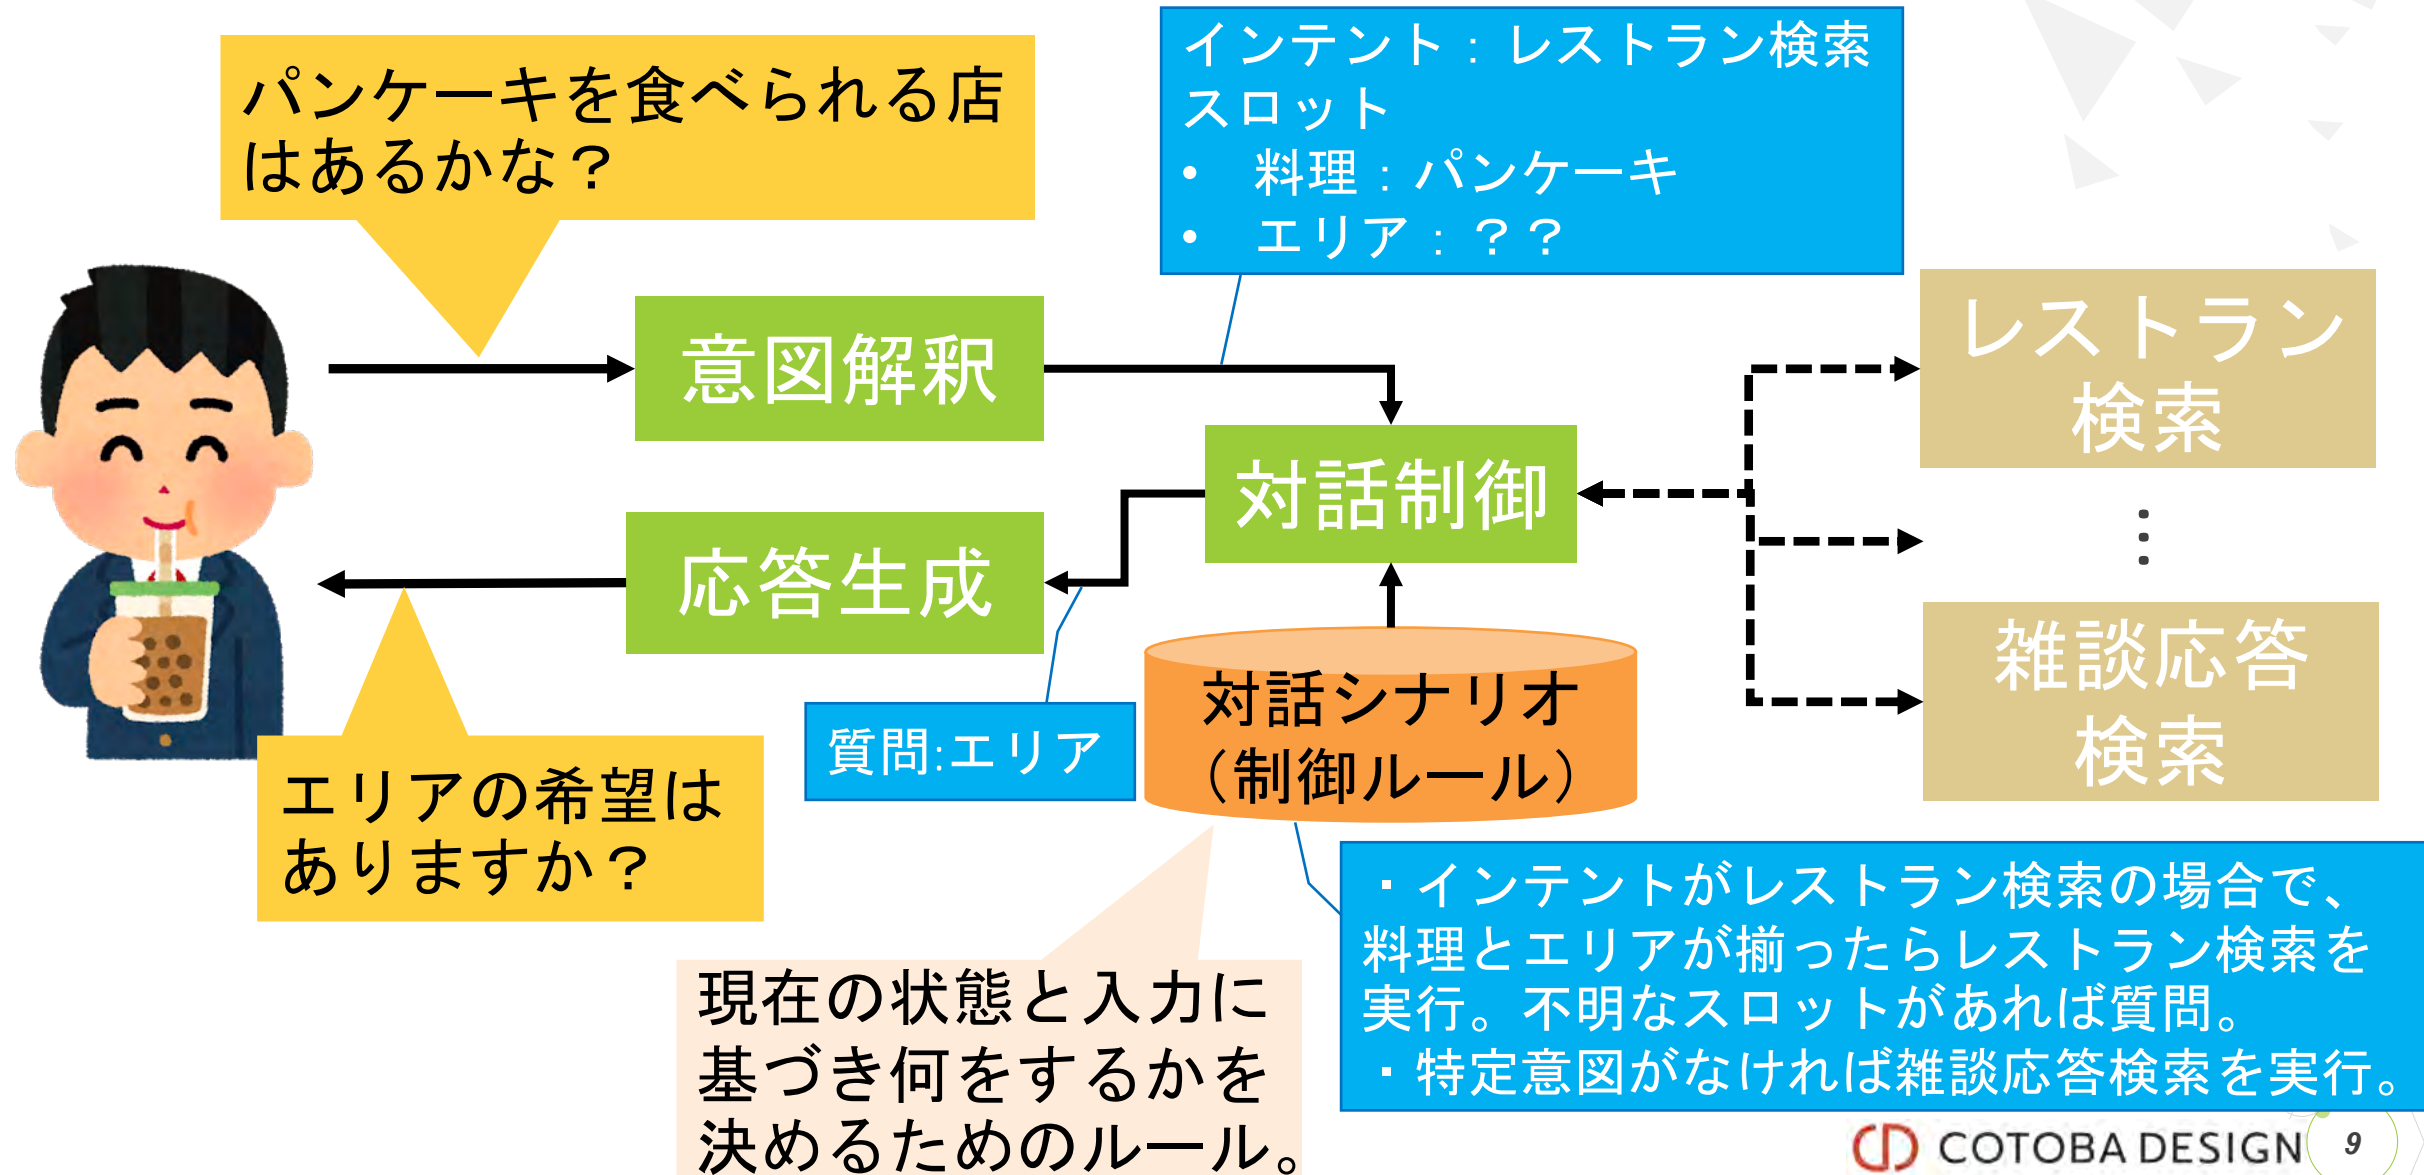 パンケーキを食べられる店
はあるかな？
インテント：レストラン検索
スロット
• 料理：パンケーキ
• エリア：？？
意図解釈
対話制御
応答生成
レストラン
検索
⋮
雑談応答
検索
対話シナリオ
（制御ルール）
質問:エリア
エリアの希望は
ありますか？
現在の状態と入力に
基づき何をするかを
決めるためのルール。
・インテントがレストラン検索の場合で、
料理とエリアが揃ったらレストラン検索を
実行。不明なスロットがあれば質問。
・特定意図がなければ雑談応答検索を実行。
COTOBA DESIGN
9